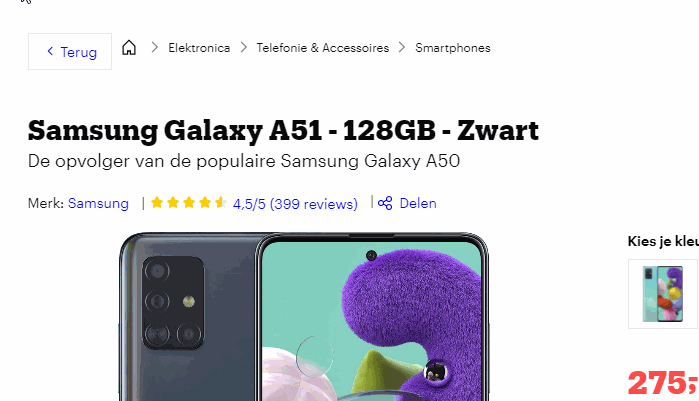 Terug
Elektronica
Telefonie & Accessoires
Smartphones
Samsung Galaxy A51 - 128GB - Zwart
De opvolger van de populaire Samsung Galaxy A50
Merk: Samsung | 4,5/5 (399 reviews) | Delen
Kies je
275,